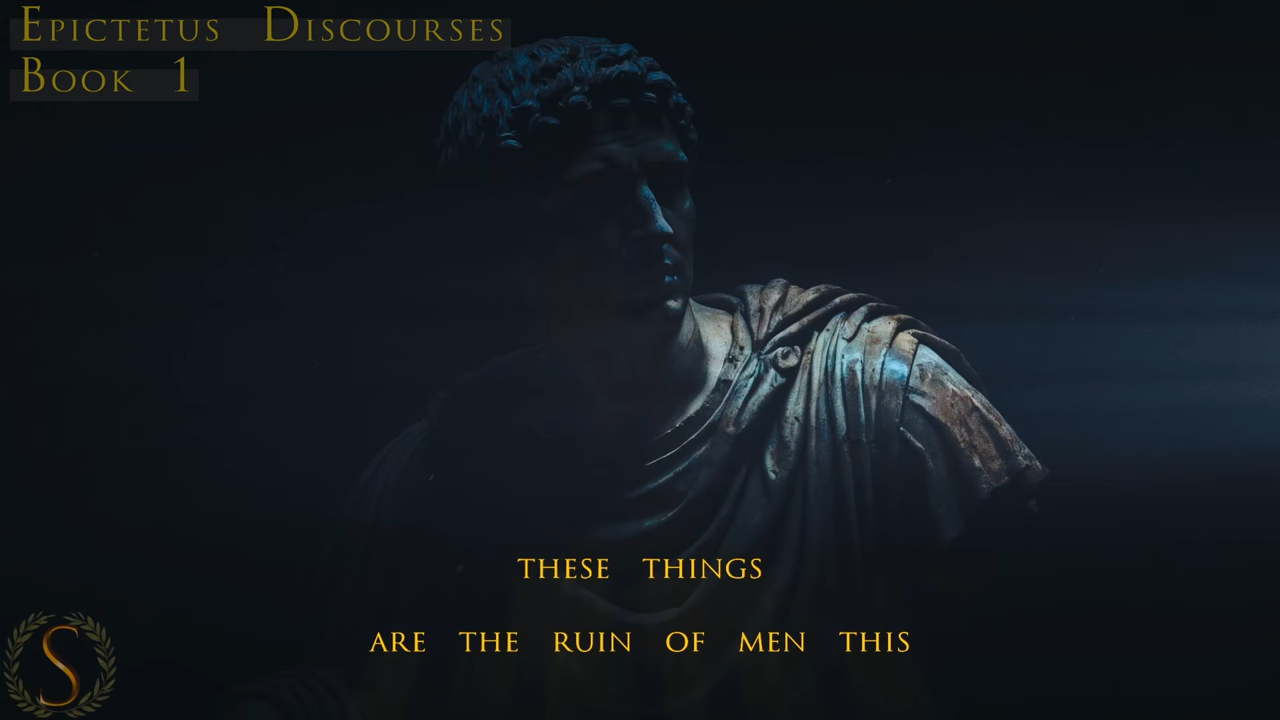 Epictetus Discourses
Book 1
THESE THINGS
ARE THE RUIN OF MEN THIS
S